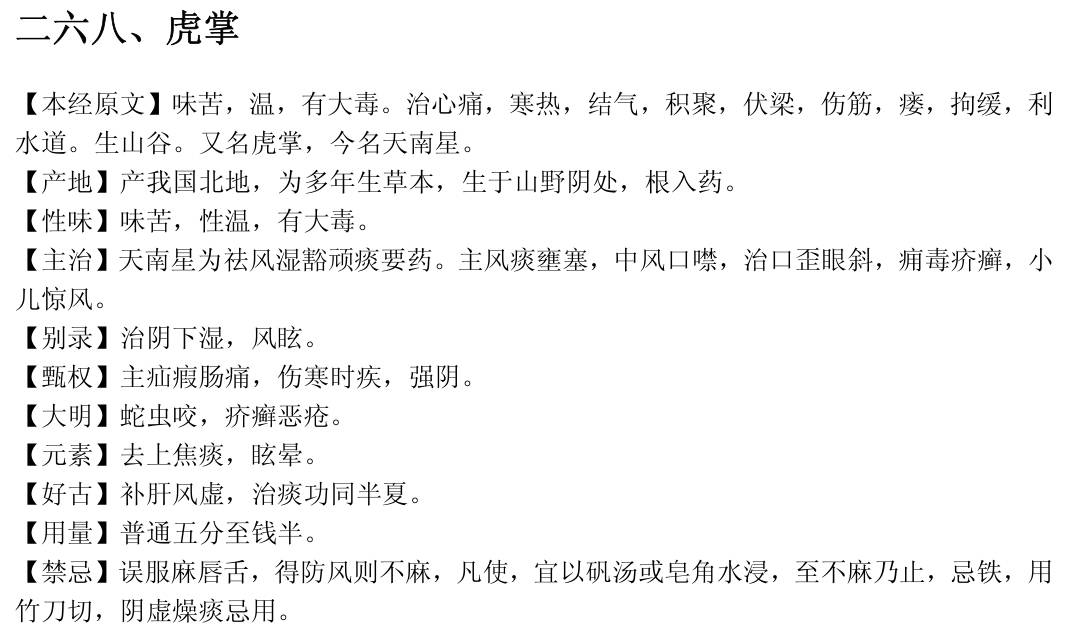 二六八、虎掌
【本经原文】味苦，温，有大毒。治心痛，寒热，结气，积聚，伏梁，伤筋，痿，拘缓，利
水道。生山谷。又名虎掌，今名天南星。
【产地】产我国北地，为多年生草本，生于山野阴处，根入药。
【性味】味苦，性温，有大毒。
【主治】天南星为祛风湿豁顽痰要药。主风痰壅塞，中风口噤，治口歪眼斜，痈毒疥癣，小
儿惊风。
【别录】治阴下湿，风眩。
【甄权】主疝瘕肠痛，伤寒时疾，强阴。
【大明】蛇虫咬，疥癣恶疮。
【元素】去上焦痰，眩晕。
【好古】补肝风虚，治痰功同半夏。
【用量】普通五分至钱半。
【禁忌】误服麻唇舌，得防风则不麻，凡使，宜以矾汤或皂角水浸，至不麻乃止，忌铁，用
竹刀切，阴虚燥痰忌用。